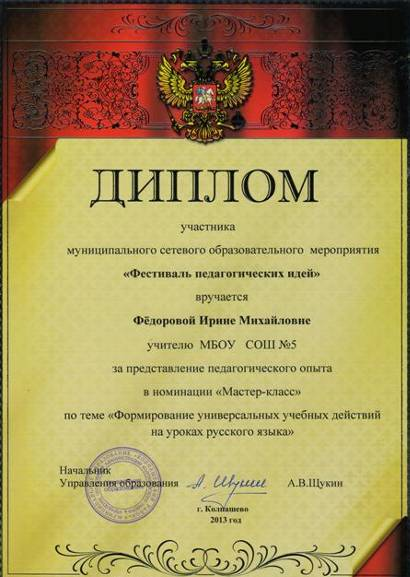 ДИПЛОМ
участника
муниципального сетевого образовательного мероприятия
«Фестиваль педагогических идей»
вручается
Фёдоровой Ирине Михайловне
учителю МБОУ СОШ №5
за представление педагогического опыта
в номинации «Мастер-класс»
по теме «Формирование универсальных учебных действий
на уроках русского языка»
Начальник
Управления образования А.В.Щукин
г. Колпашево
2013 год